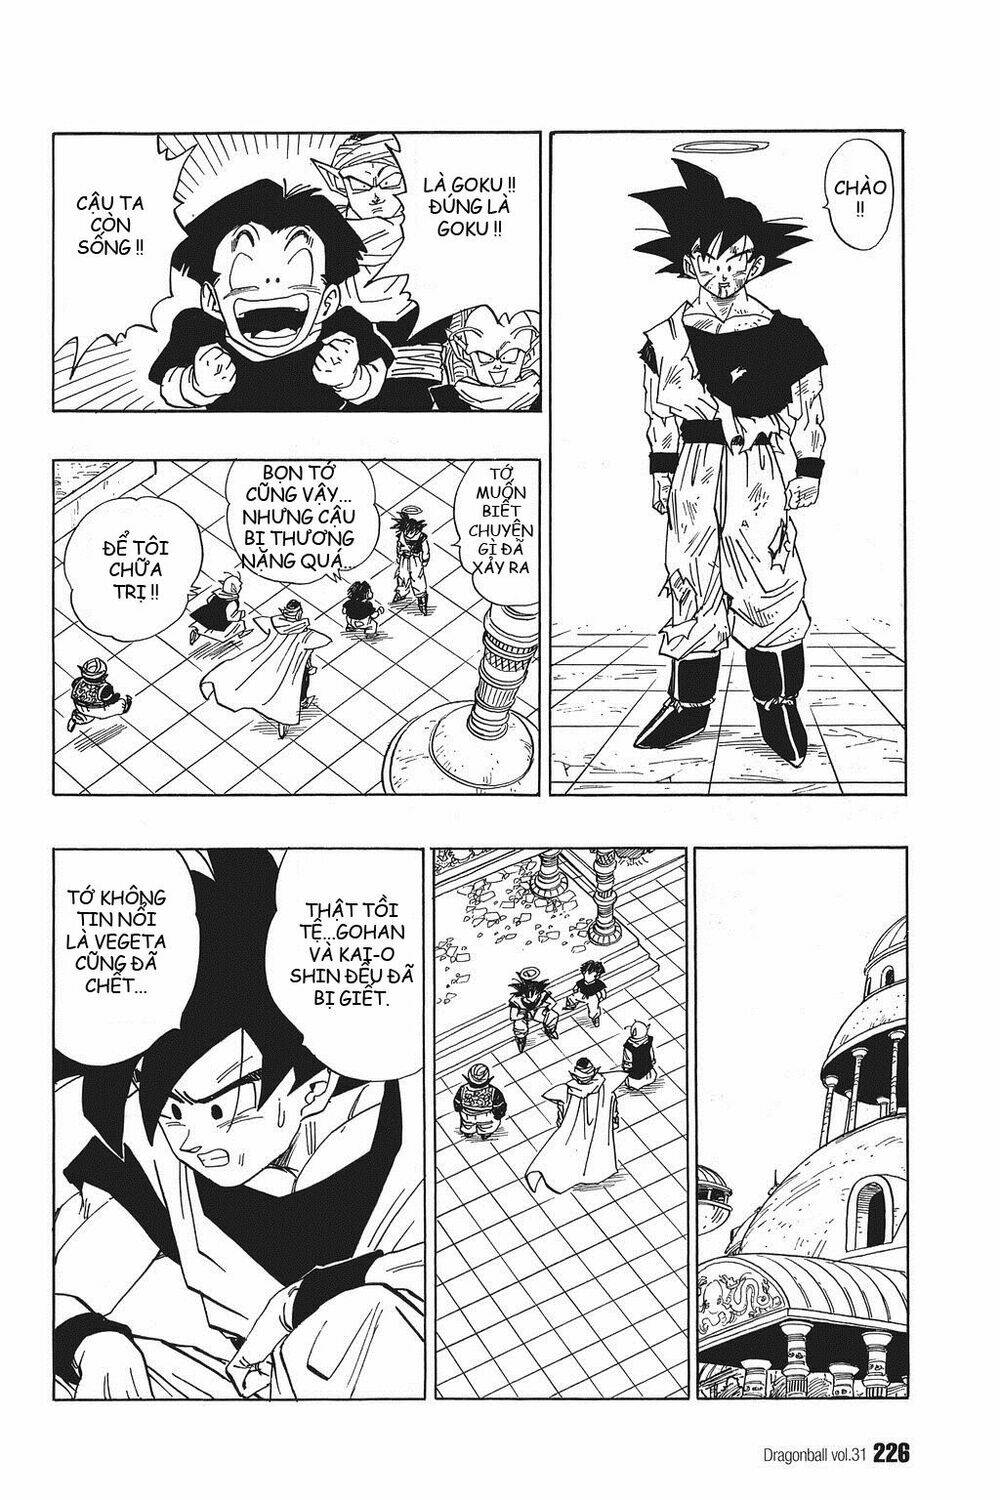 CHÀO
!!
LÀ GOKU !!
ĐÚNG LÀ
GOKU !!
CẬU TA
CÒN
SỐNG !!
TỚ
MUỐN
BIẾT
CHUYỆN
GÌ ĐÃ
XẢY RA
BỌN TỚ
CŨNG VẬY...
NHƯNG CẬU
BỊ THƯƠNG
NẶNG QUÁ..
ĐỂ TÔI
CHỮA
TRỊ !!
THẬT TỒI
TỆ...GOHAN
VÀ KAI-O
SHIN ĐỀU ĐÃ
BỊ GIẾT.
TỚ KHÔNG
TIN NỔI
LÀ VEGETA
CŨNG ĐÃ
CHẾT...
Dragonball vol.31 226